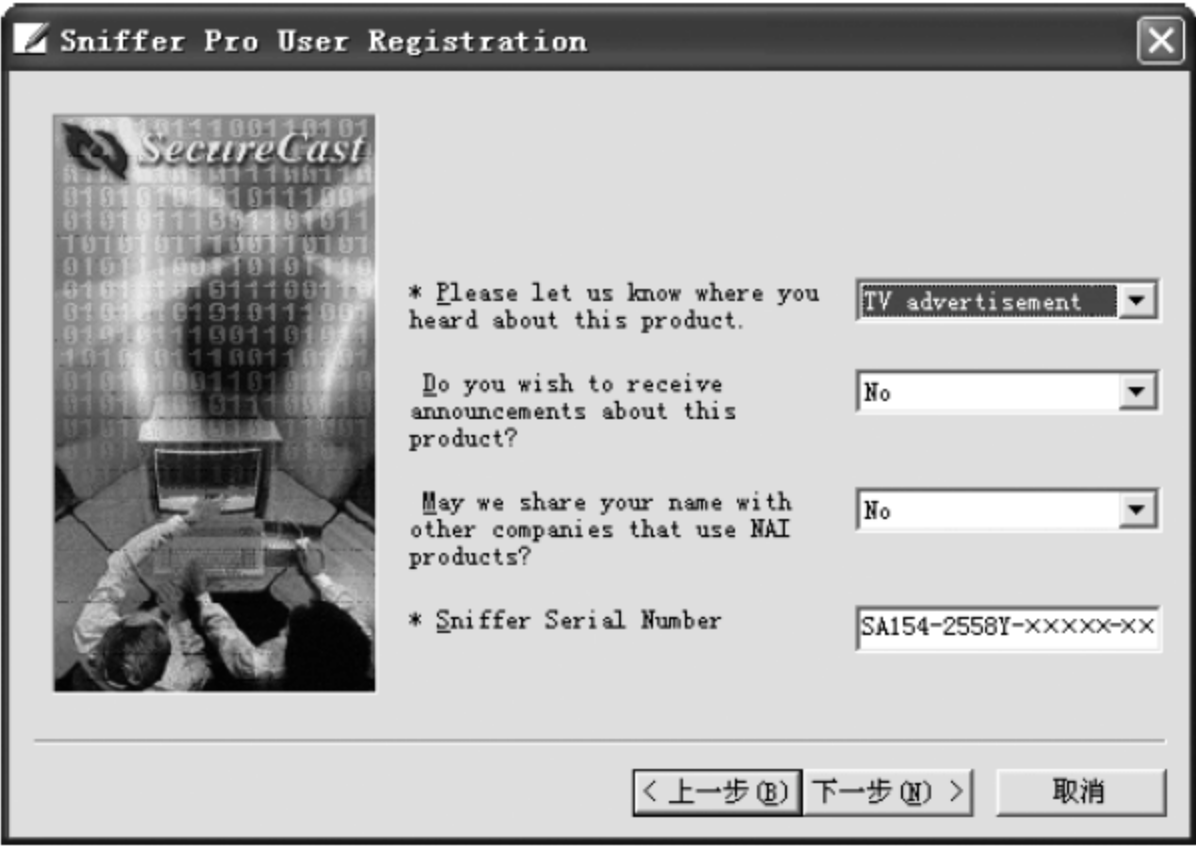 Sniffer Pro User Registration
SecureCast
* Please let us know where you
heard about this product.
TV advertisement
Do you wish to receive
announcements about this
product?
No
May we share your name with
other companies that use NAI
products?
No
* Sniffer Serial Number
SA154-2558Y-×××××-××
< 上一步(B)
下一步(N) >
取消